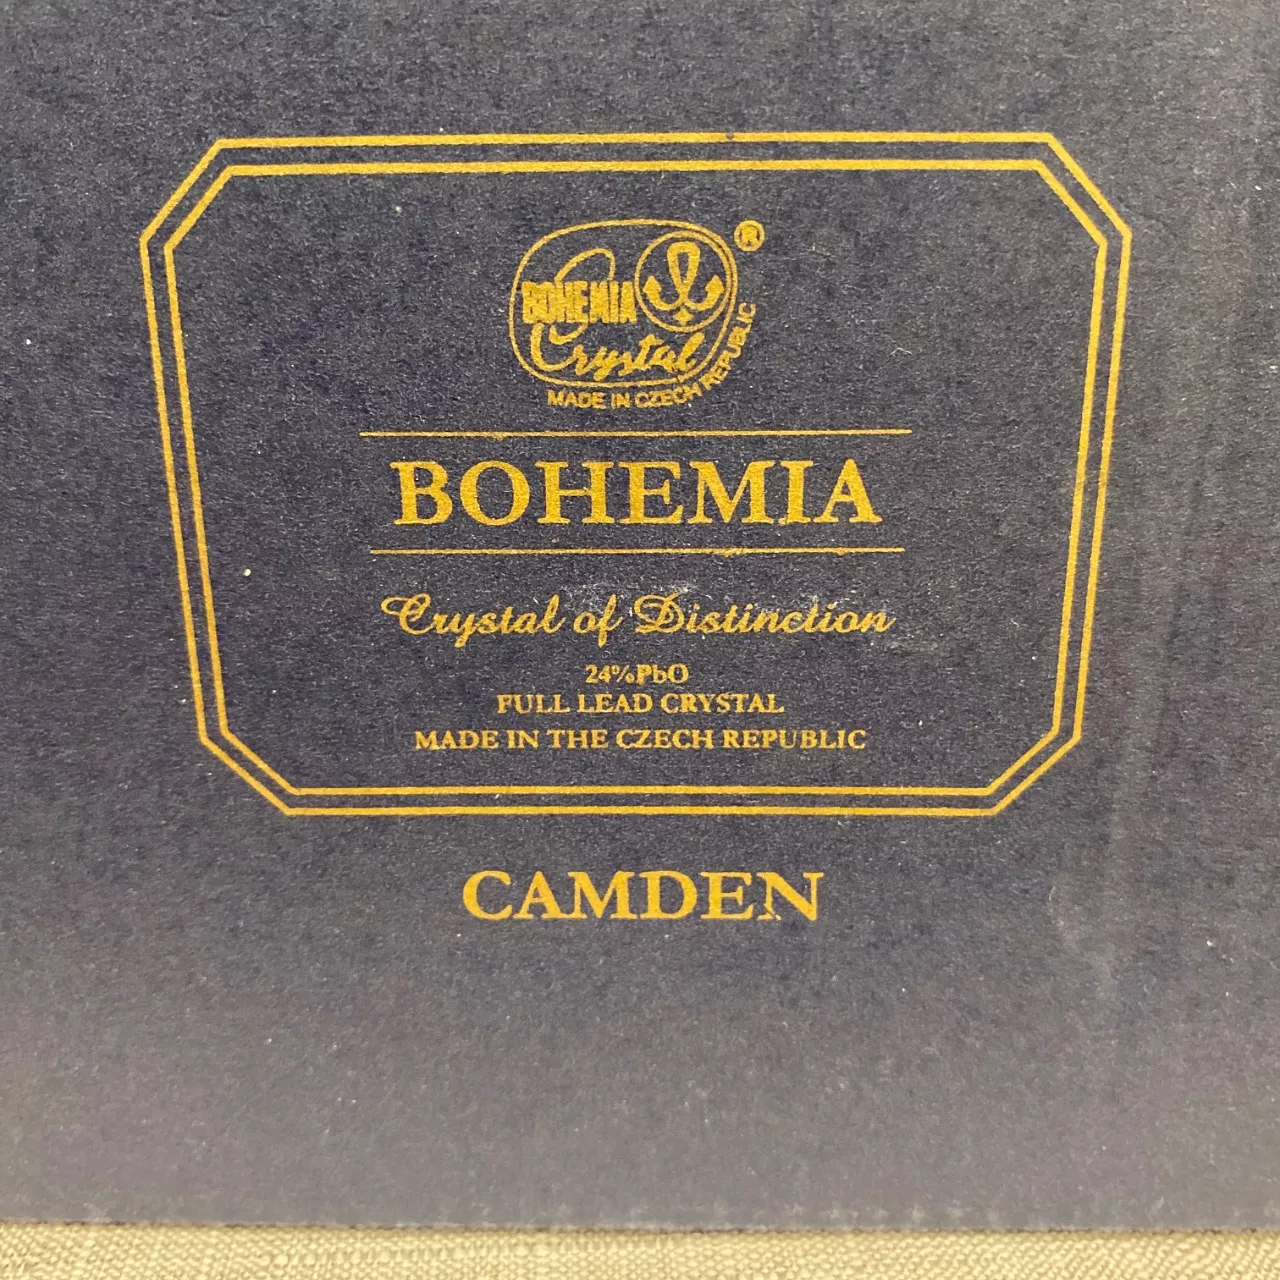 BOHEMIA
Crystal
®
MADE IN CZECH REPUBLIC
BOHEMIA
Crystal of Distinction
24%PbO
FULL LEAD CRYSTAL
MADE IN THE CZECH REPUBLIC
CAMDEN